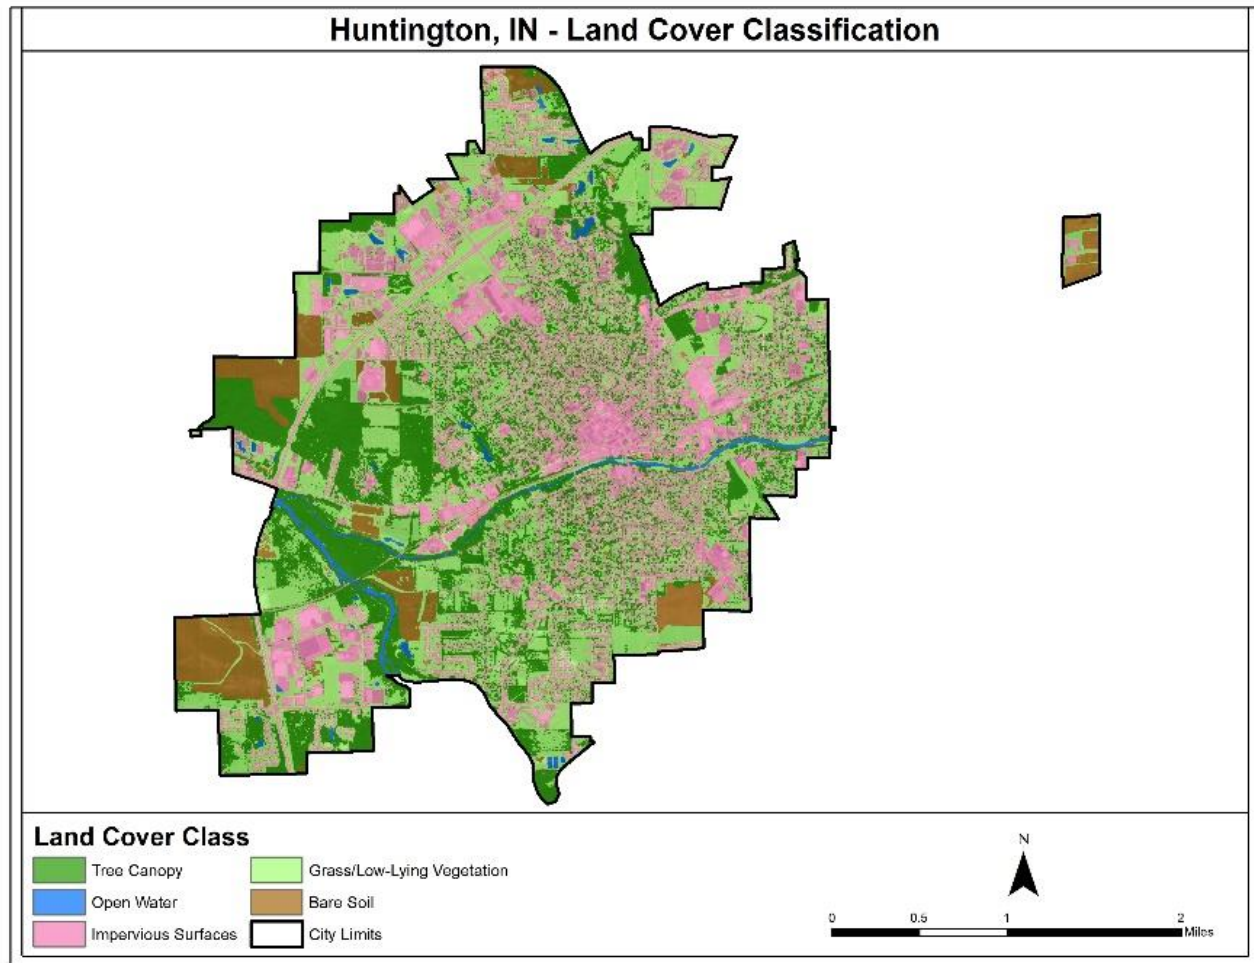 Huntington, IN - Land Cover Classification
Land Cover Class
Tree Canopy
Grass/Low-Lying Vegetation
Open Water
Bare Soil
Impervious Surfaces
City Limits
N
0 0.5 1 2
Miles